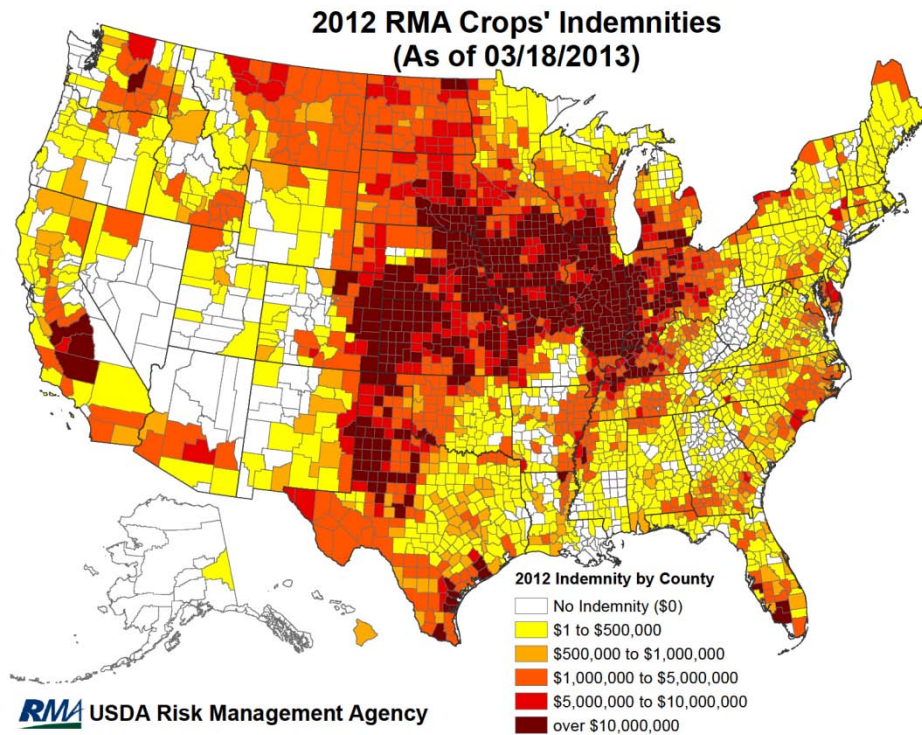 2012 RMA Crops' Indemnities
(As of 03/18/2013)
2012 Indemnity by County
No Indemnity ($0)
$1 to $500,000
$500,000 to $1,000,000
$1,000,000 to $5,000,000
$5,000,000 to $10,000,000
over $10,000,000
RMA USDA Risk Management Agency